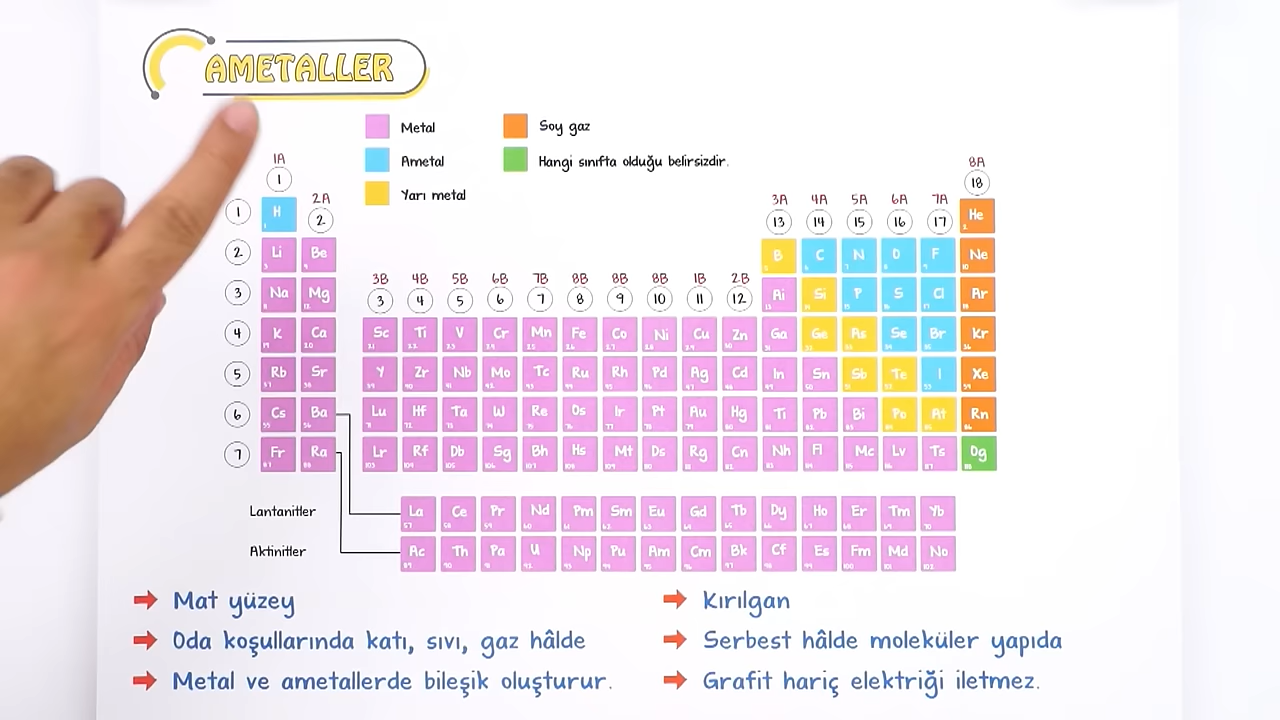 AMETALLER
Metal
Soy gaz
Ametal
Hangi sınıfta olduğu belirsizdir.
Yarı metal
1A 8A
1 18
2A 3A 4A 5A 6A 7A
1 H 2 13 14 15 16 17 He
2 Li Be B C N O F Ne
3B 4B 5B 6B 7B 8B 8B 8B 1B 2B
3 Na Mg 3 4 5 6 7 8 9 10 11 12 Ai Si P S Cl Ar
4 K Ca Sc Ti V Cr Mn Fe Co Ni Cu Zn Ga Ge As Se Br Kr
5 Rb Sr Y Zr Nb Mo Tc Ru Rh Pd Ag Cd In Sn Sb Te I Xe
6 Cs Ba Lu Hf Ta W Re Os Ir Pt Au Hg Ti Pb Bi Po At Rn
7 Fr Ra Lr Rf Db Sg Bh Hs Mt Ds Rg Cn Nh Fl Mc Lv Ts Og
Lantanitler La Ce Pr Nd Pm Sm Eu Gd Tb Dy Ho Er Tm Yb
Aktinitler Ac Th Pa U Np Pu Am Cm Bk Cf Es Fm Md No
Mat yüzey
Oda koşullarında katı, sıvı, gaz hâlde
Metal ve ametallerde bileşik oluşturur.
Kırılgan
Serbest hâlde moleküler yapıda
Grafit hariç elektriği iletmez.